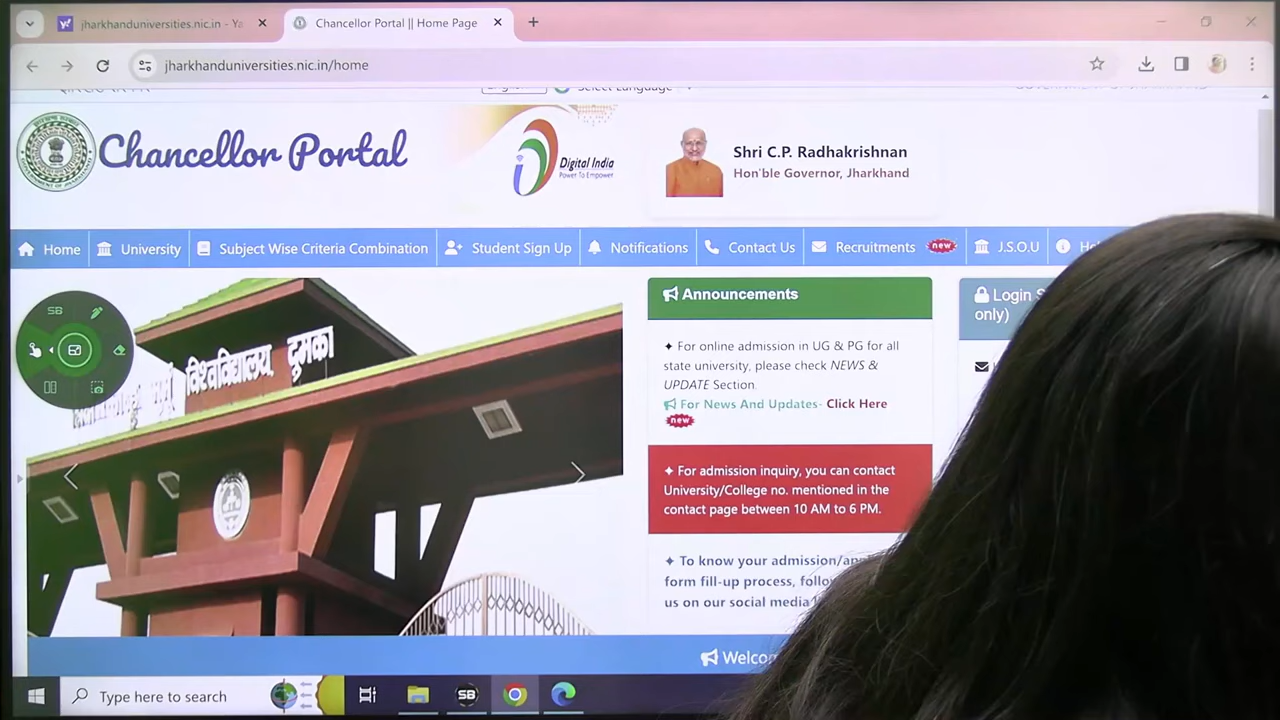 jharkhanduniversities.nic.in - Ya
Chancellor Portal || Home Page
jharkhanduniversities.nic.in/home
Select Language
Chancellor Portal
Digital India
Power To Empower
Shri C.P. Radhakrishnan
Hon'ble Governor, Jharkhand
Home
University
Subject Wise Criteria Combination
Student Sign Up
Notifications
Contact Us
Recruitments
new
J.S.O.U
विश्वविद्यालय, दुमका
SB
Announcements
Login
only)
✦ For online admission in UG & PG for all
state university, please check NEWS &
UPDATE Section.
For News And Updates- Click Here
new
✦ For admission inquiry, you can contact
University/College no. mentioned in the
contact page between 10 AM to 6 PM.
✦ To know your admission/
form fill-up process,
us on our social media
Type here to search
SB